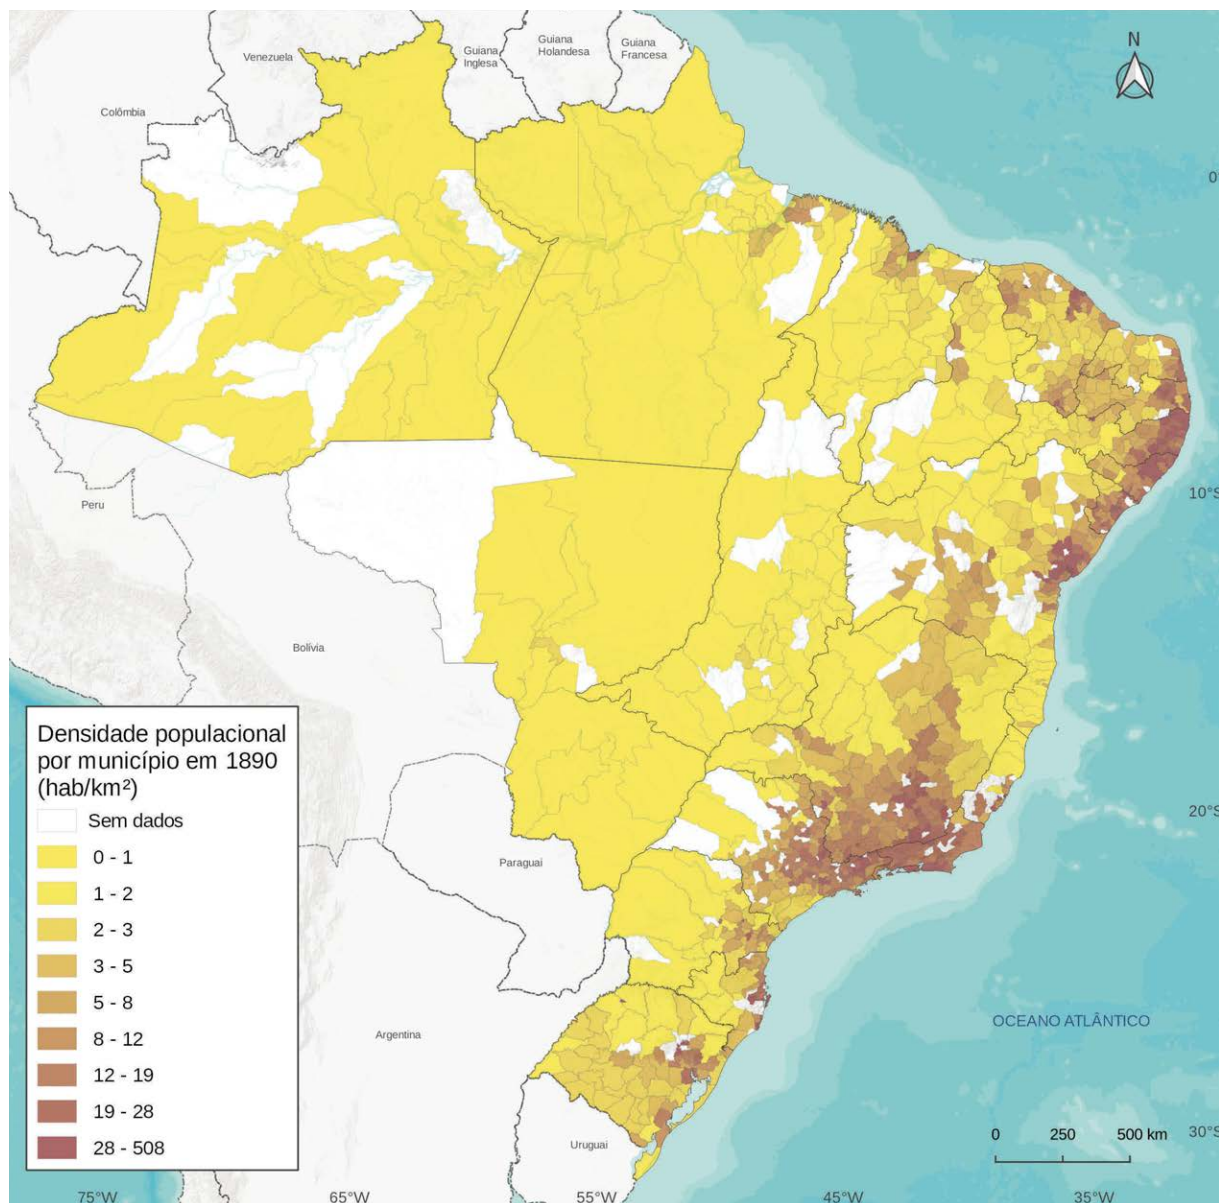 Guiana
Holandesa
Guiana
Francesa
Guiana
Inglesa
Venezuela
N
Colômbia
0°
Peru
10°S
Bolívia
Densidade populacional
por município em 1890
(hab/km²)
Sem dados
0 - 1
1 - 2
2 - 3
3 - 5
5 - 8
8 - 12
12 - 19
19 - 28
28 - 508
20°S
Paraguai
Argentina
OCEANO ATLÂNTICO
Uruguai
0 250 500 km
30°S
75°W 65°W 55°W 45°W 35°W